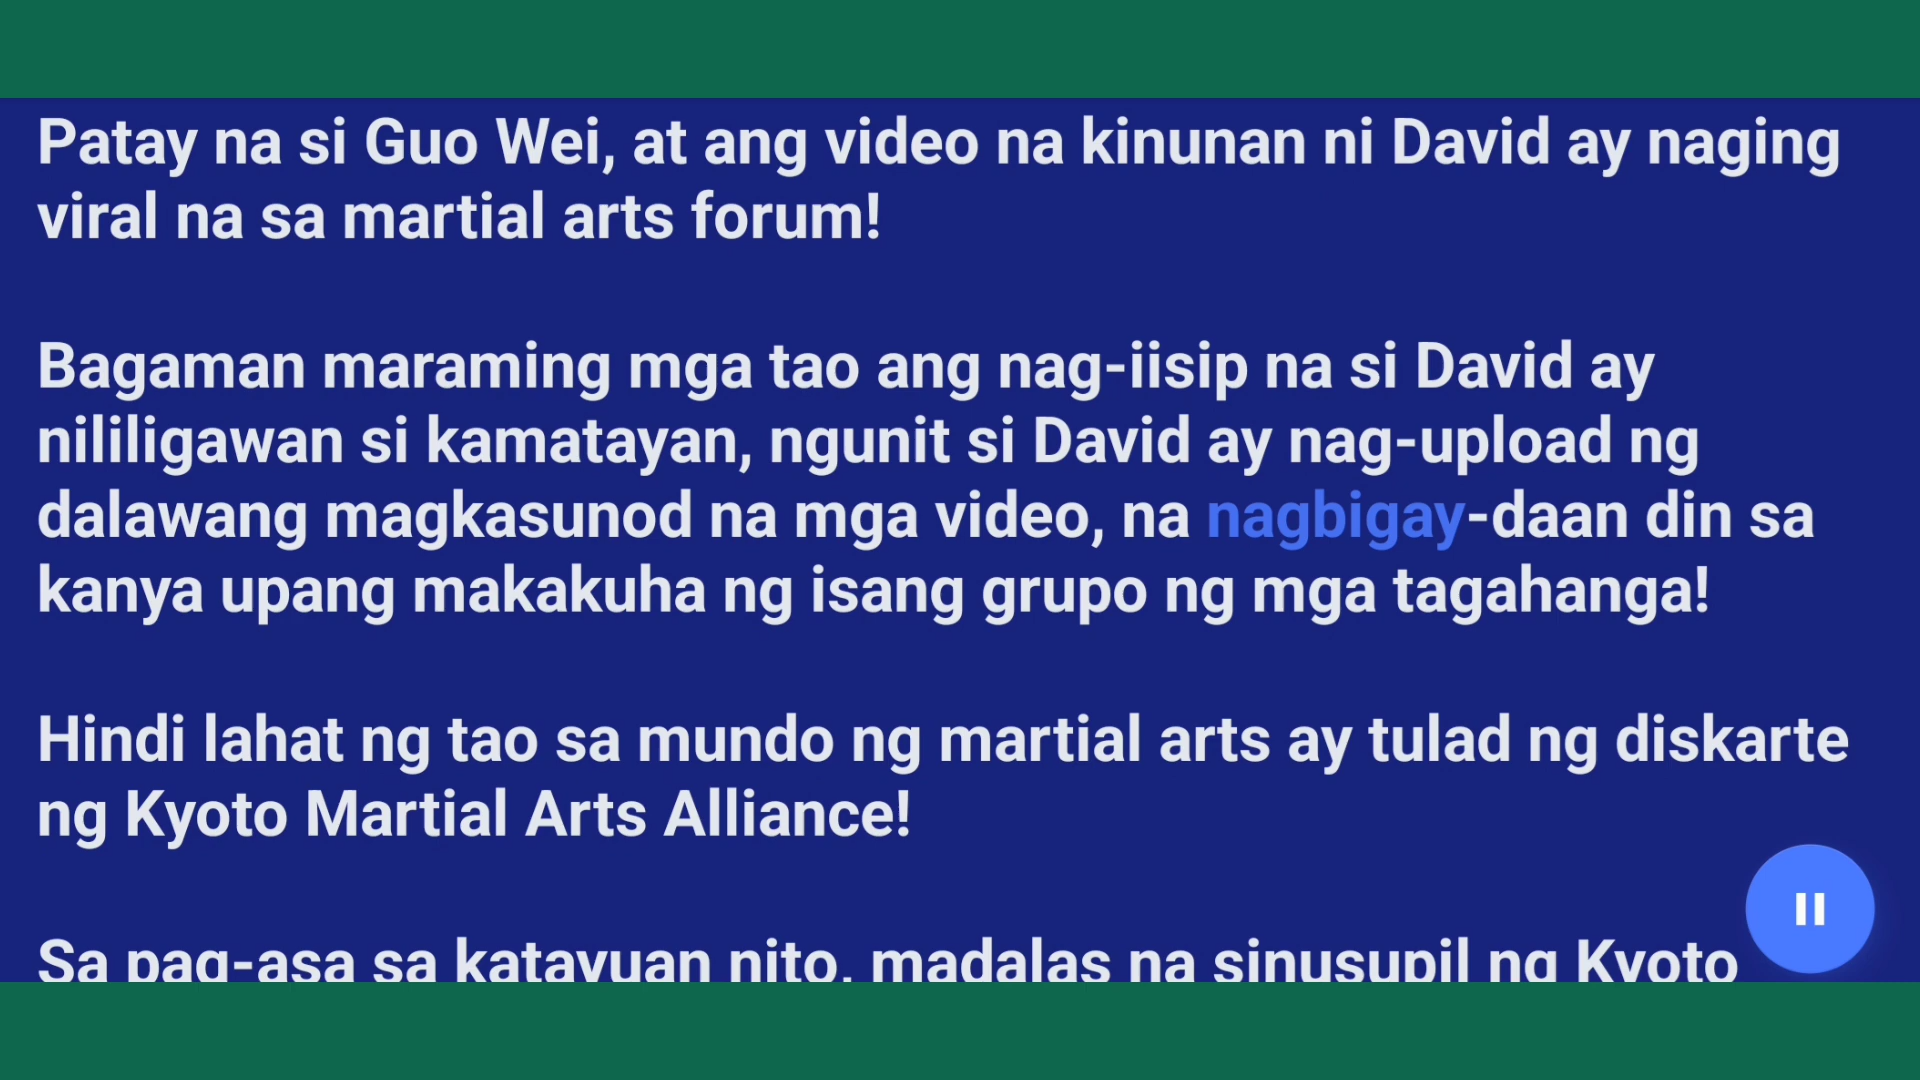 Patay na si Guo Wei, at ang video na kinunan ni David ay naging
viral na sa martial arts forum!
Bagaman maraming mga tao ang nag-iisip na si David ay
nililigawan si kamatayan, ngunit si David ay nag-upload ng
dalawang magkasunod na mga video, na nagbigay-daan din sa
kanya upang makakuha ng isang grupo ng mga tagahanga!
Hindi lahat ng tao sa mundo ng martial arts ay tulad ng diskarte
ng Kyoto Martial Arts Alliance!
Sa pag-asa sa katayuan nito, madalas na sinusupil ng Kyoto